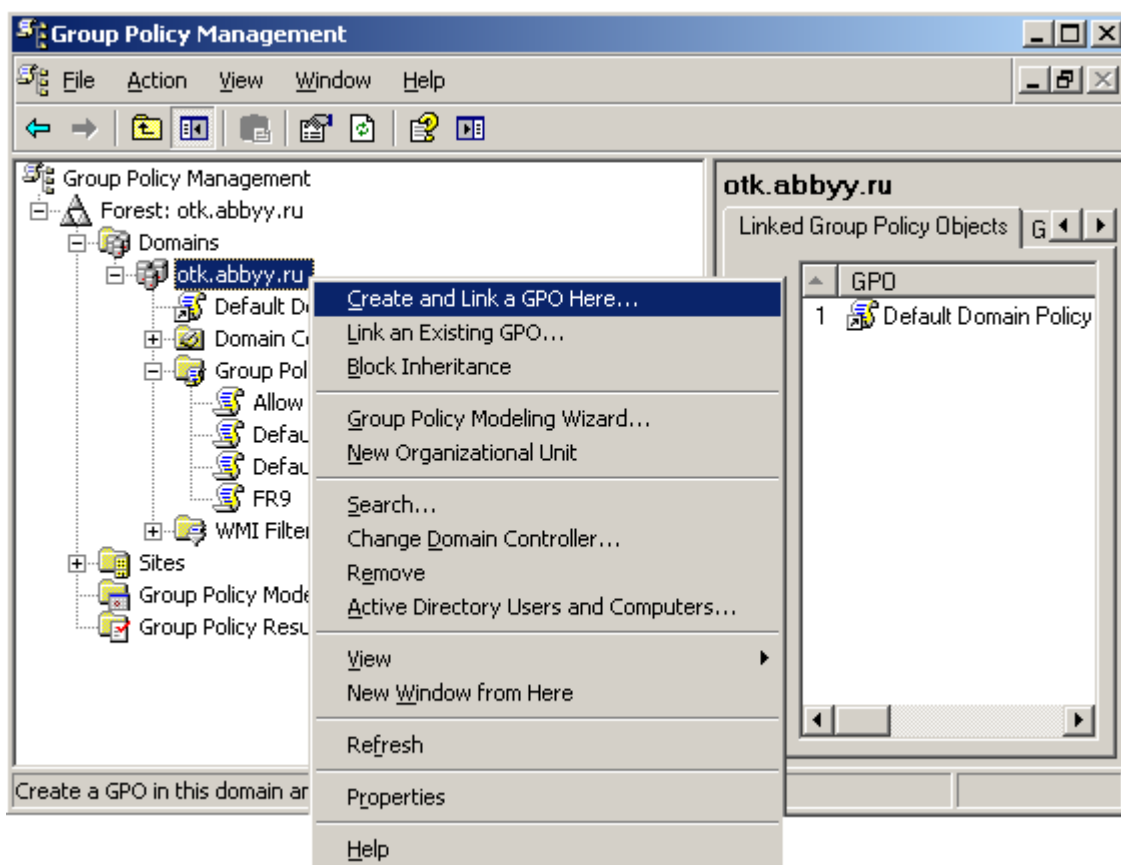 Group Policy Management
File Action View Window Help
Group Policy Management
Forest: otk.abbyy.ru
Domains
otk.abbyy.ru
Default Do
Domain Co
Group Pol
Allow
Defau
Defau
FR9
WMI Filter
Sites
Group Policy Mode
Group Policy Resu
Create and Link a GPO Here...
Link an Existing GPO...
Block Inheritance
Group Policy Modeling Wizard...
New Organizational Unit
Search...
Change Domain Controller...
Remove
Active Directory Users and Computers...
View
New Window from Here
Refresh
Properties
Help
otk.abbyy.ru
Linked Group Policy Objects G
GPO
1 Default Domain Policy
Create a GPO in this domain an